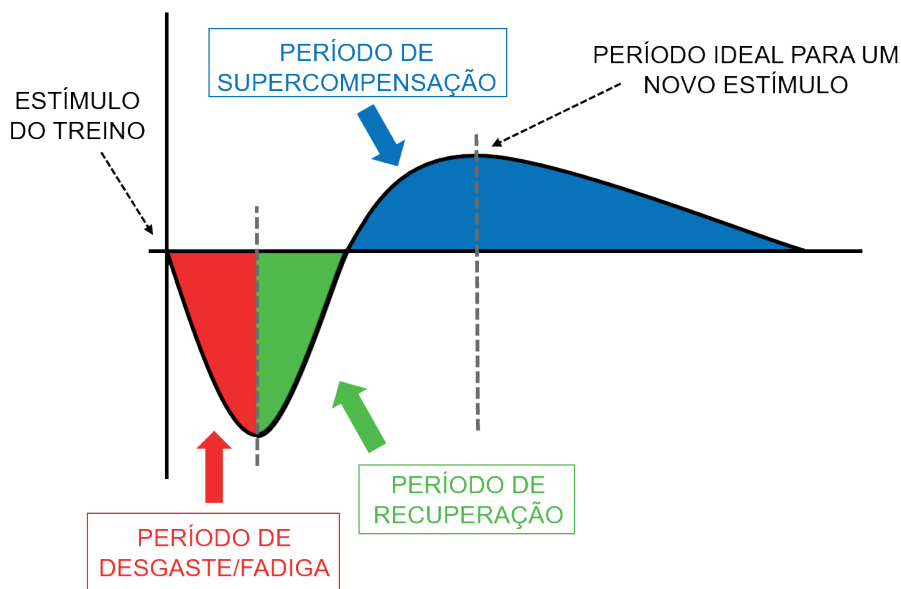 PERÍODO DE
SUPERCOMPENSAÇÃO
PERÍODO IDEAL PARA UM
NOVO ESTÍMULO
ESTÍMULO
DO TREINO
PERÍODO DE
RECUPERAÇÃO
PERÍODO DE
DESGASTE/FADIGA